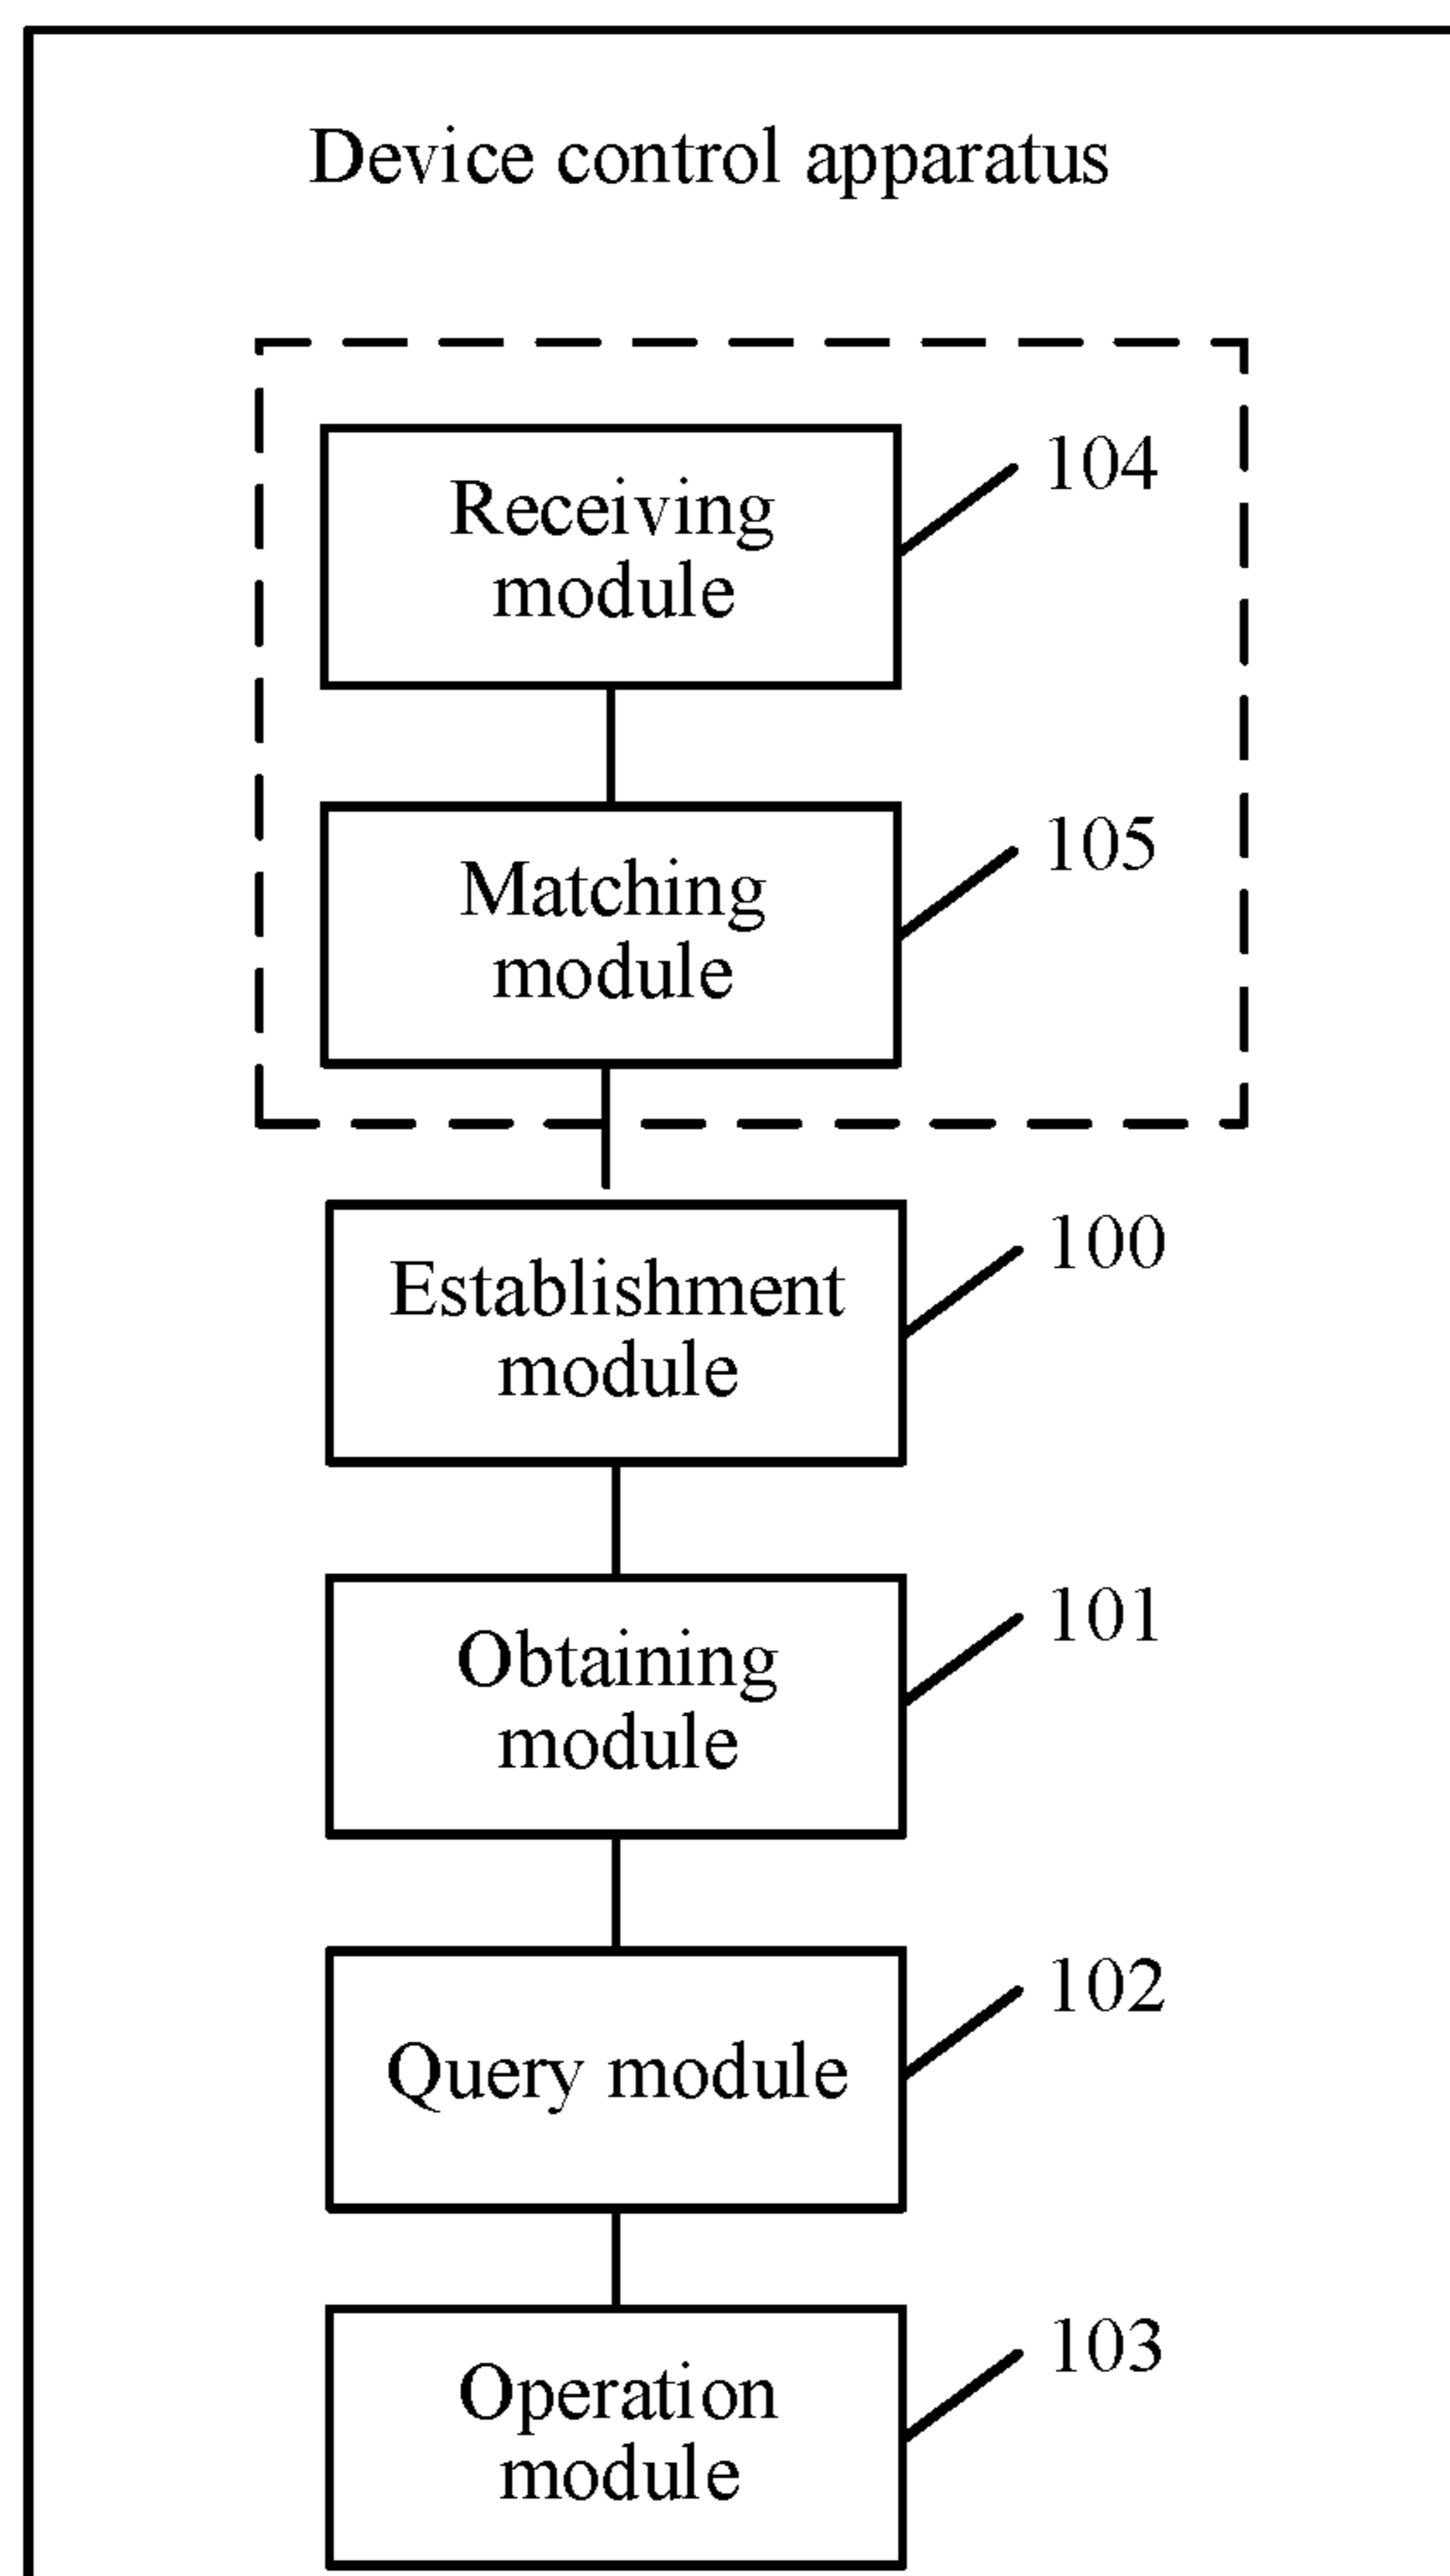 Device control apparatus
Receiving
module
104
Matching
module
105
Establishment
module
100
Obtaining
module
101
Query module
102
Operation
module
103